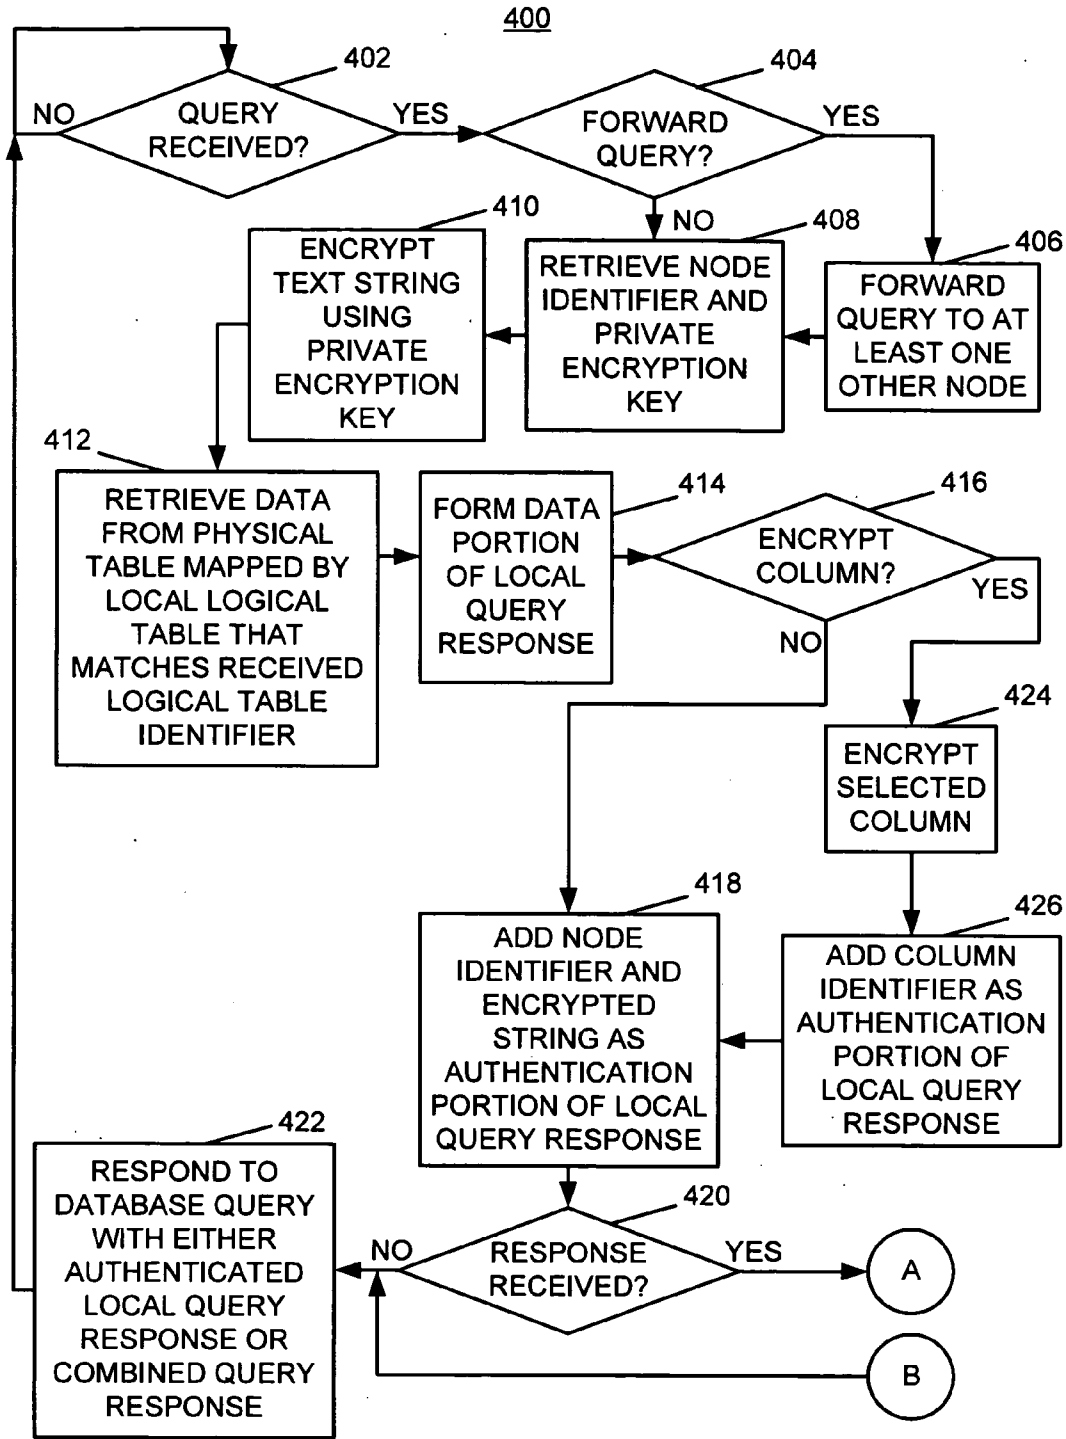 400
402
QUERY
RECEIVED?
NO
YES
404
FORWARD
QUERY?
YES
NO
406
FORWARD
QUERY TO AT
LEAST ONE
OTHER NODE
408
RETRIEVE NODE
IDENTIFIER AND
PRIVATE
ENCRYPTION
KEY
410
ENCRYPT
TEXT STRING
USING
PRIVATE
ENCRYPTION
KEY
412
RETRIEVE DATA
FROM PHYSICAL
TABLE MAPPED BY
LOCAL LOGICAL
TABLE THAT
MATCHES RECEIVED
LOGICAL TABLE
IDENTIFIER
414
FORM DATA
PORTION
OF LOCAL
QUERY
RESPONSE
416
ENCRYPT
COLUMN?
YES
NO
424
ENCRYPT
SELECTED
COLUMN
426
ADD COLUMN
IDENTIFIER AS
AUTHENTICATION
PORTION OF
LOCAL QUERY
RESPONSE
418
ADD NODE
IDENTIFIER AND
ENCRYPTED
STRING AS
AUTHENTICATION
PORTION OF LOCAL
QUERY RESPONSE
420
RESPONSE
RECEIVED?
NO
YES
A
B
422
RESPOND TO
DATABASE QUERY
WITH EITHER
AUTHENTICATED
LOCAL QUERY
RESPONSE OR
COMBINED QUERY
RESPONSE